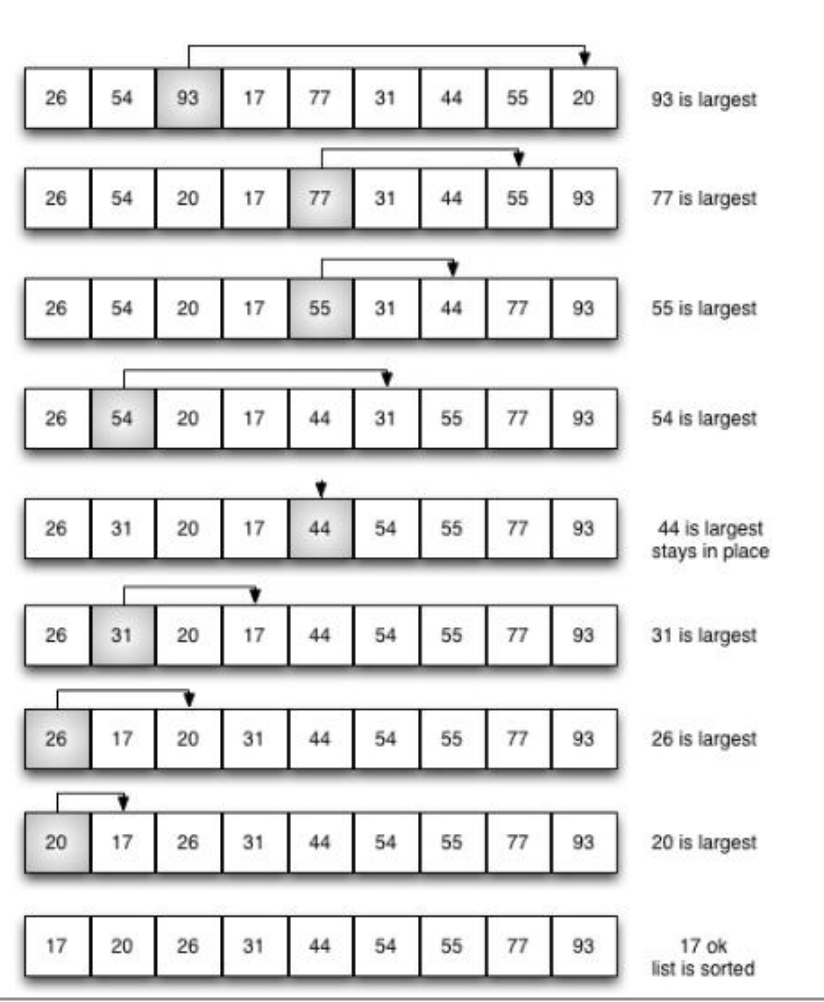 26 54 93 17 77 31 44 55 20 93 is largest
26 54 20 17 77 31 44 55 93 77 is largest
26 54 20 17 55 31 44 77 93 55 is largest
26 54 20 17 44 31 55 77 93 54 is largest
26 31 20 17 44 54 55 77 93 44 is largest
stays in place
26 31 20 17 44 54 55 77 93 31 is largest
26 17 20 31 44 54 55 77 93 26 is largest
20 17 26 31 44 54 55 77 93 20 is largest
17 20 26 31 44 54 55 77 93 17 ok
list is sorted